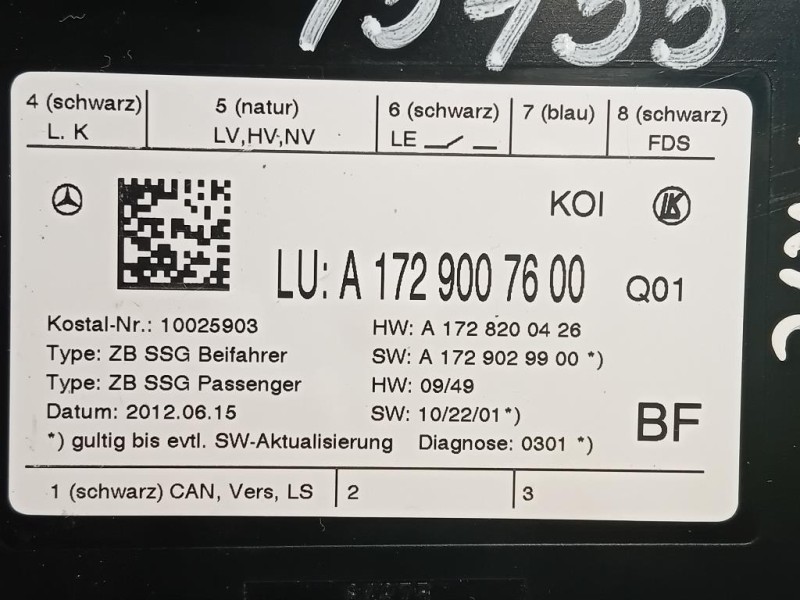 4 (schwarz) 5 (natur) 6 (schwarz) 7 (blau) 8 (schwarz)
L. K LV,HV,NV LE FDS
KOI
LU: A 172 900 76 00 Q01
Kostal-Nr.: 10025903 HW: A 172 820 04 26
Type: ZB SSG Beifahrer SW: A 172 902 99 00 *)
Type: ZB SSG Passenger HW: 09/49
Datum: 2012.06.15 SW: 10/22/01 *)
BF
*) gultig bis evtl. SW-Aktualisierung Diagnose: 0301 *)
1 (schwarz) CAN, Vers, LS 2 3